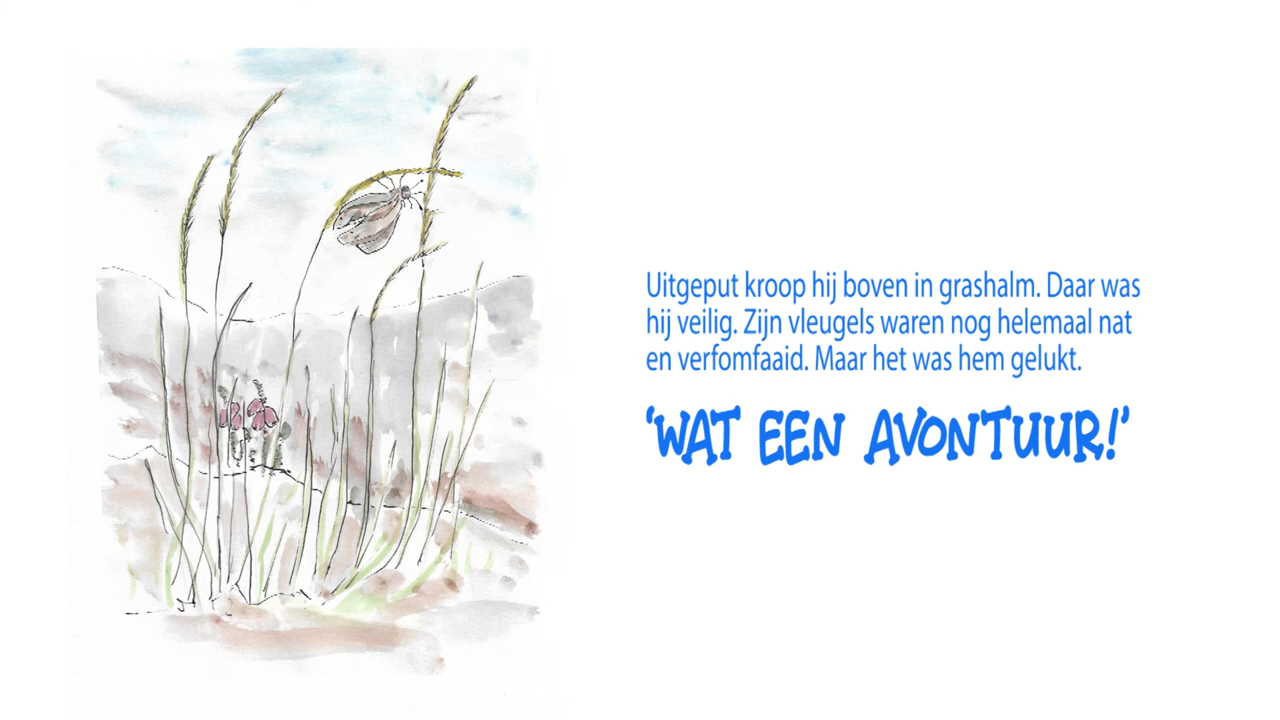 Uitgeput kroop hij boven in grashalm. Daar was
hij veilig. Zijn vleugels waren nog helemaal nat
en verfomfaaid. Maar het was hem gelukt.
‘WAT EEN AVONTUUR!’